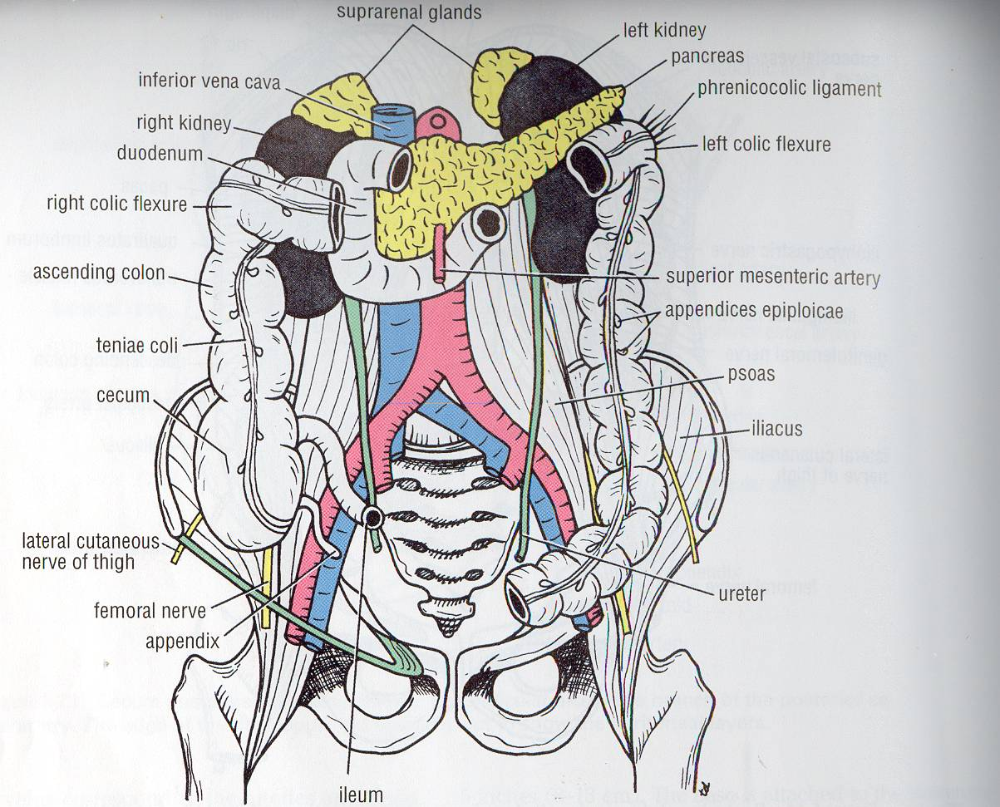 suprarenal glands
left kidney
pancreas
inferior vena cava
phrenicocolic ligament
right kidney
left colic flexure
duodenum
right colic flexure
ascending colon
superior mesenteric artery
appendices epiploicae
teniae coli
psoas
cecum
iliacus
lateral cutaneous
nerve of thigh
ureter
femoral nerve
appendix
ileum